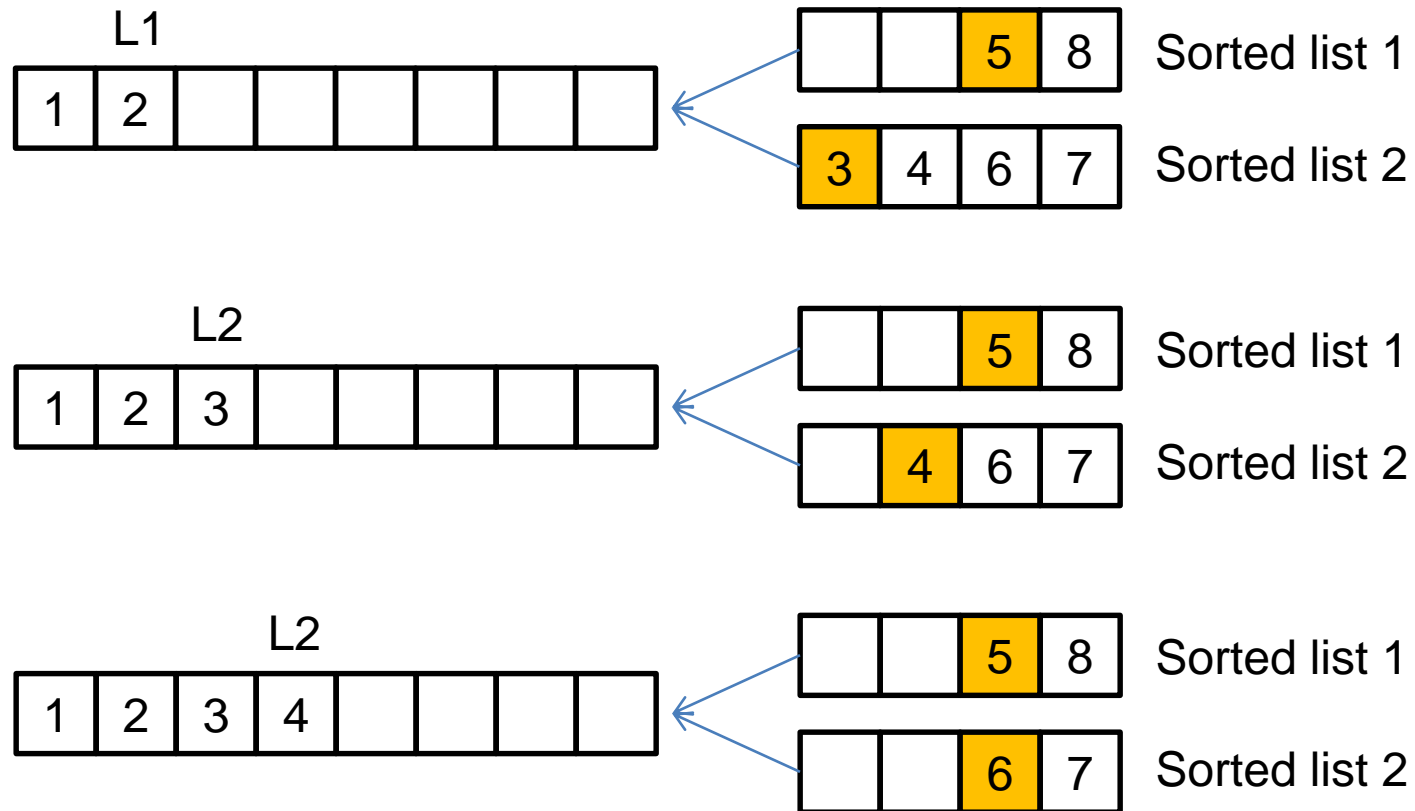 L1
5 8 Sorted list 1
1 2
3 4 6 7 Sorted list 2
L2
5 8 Sorted list 1
1 2 3
4 6 7 Sorted list 2
L2
5 8 Sorted list 1
1 2 3 4
6 7 Sorted list 2